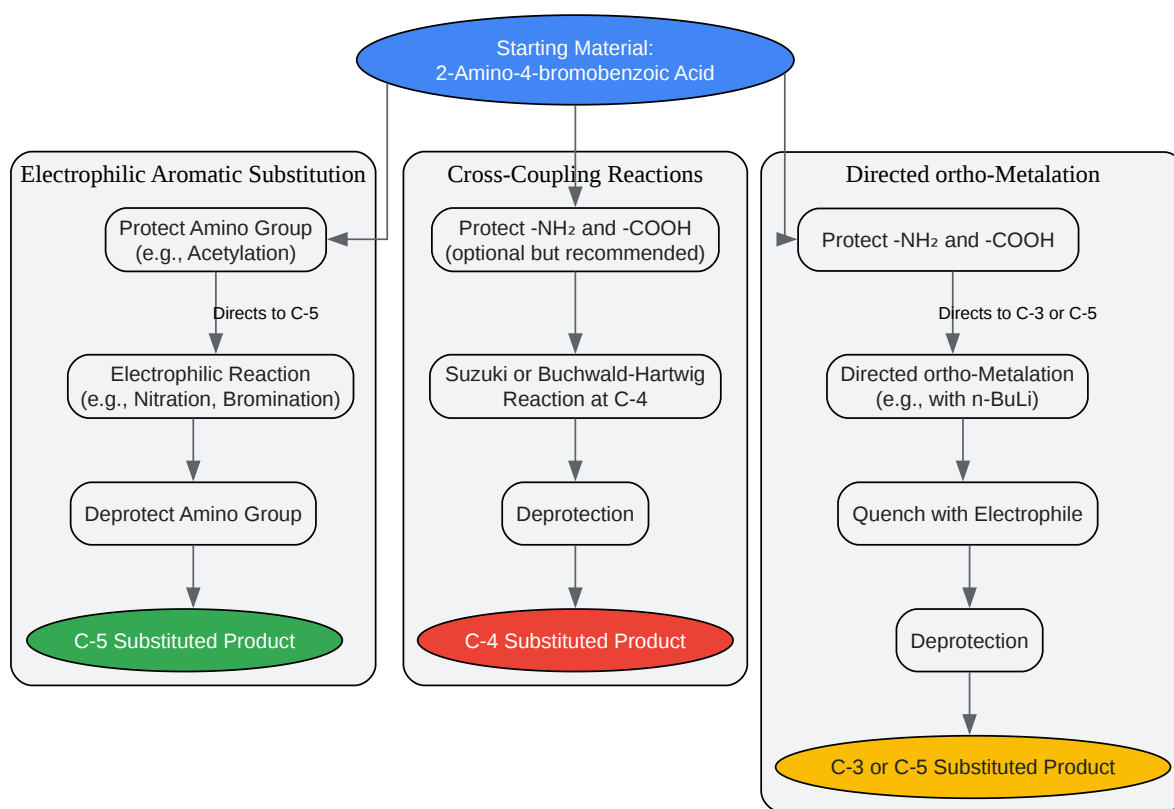 Starting Material:
2-Amino-4-bromobenzoic Acid
Electrophilic Aromatic Substitution
Protect Amino Group
(e.g., Acetylation)
Directs to C-5
Electrophilic Reaction
(e.g., Nitration, Bromination)
Deprotect Amino Group
C-5 Substituted Product
Cross-Coupling Reactions
Protect -NH₂ and -COOH
(optional but recommended)
Suzuki or Buchwald-Hartwig
Reaction at C-4
Deprotection
C-4 Substituted Product
Directed ortho-Metalation
Protect -NH₂ and -COOH
Directs to C-3 or C-5
Directed ortho-Metalation
(e.g., with n-BuLi)
Quench with Electrophile
Deprotection
C-3 or C-5 Substituted Product